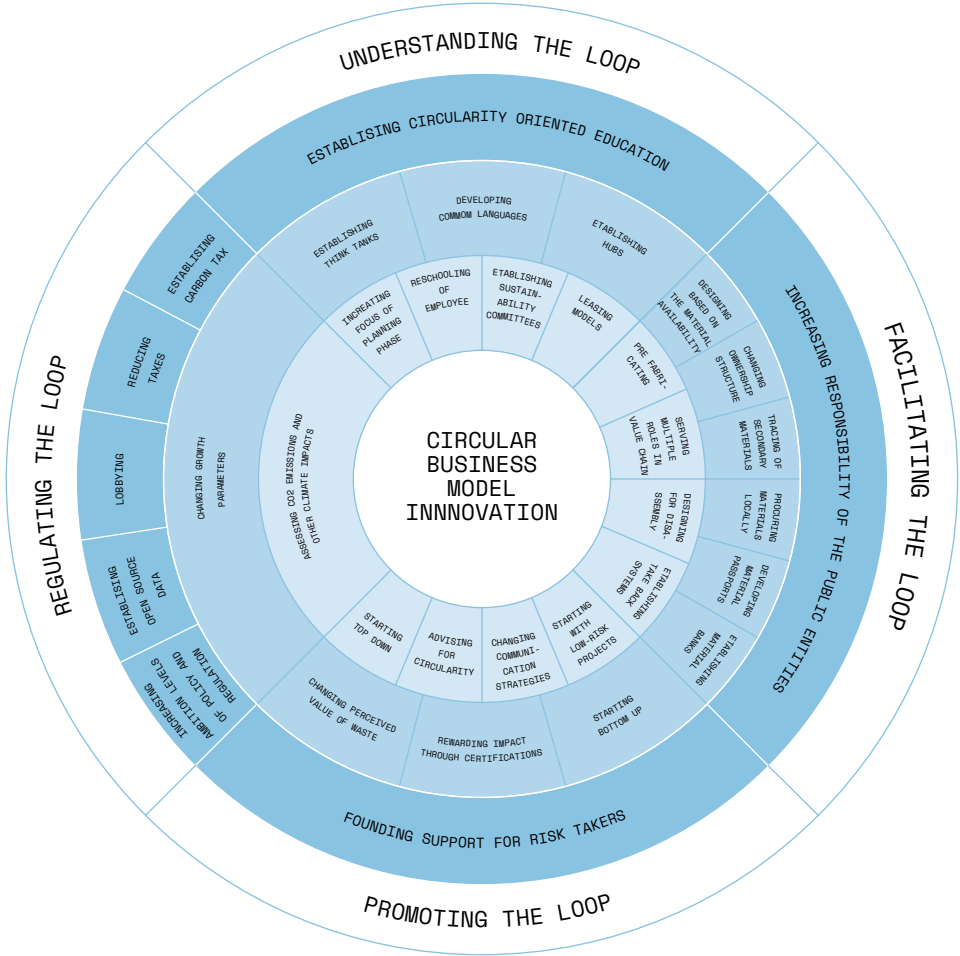 UNDERSTANDING THE LOOP
ESTABLISING CIRCULARITY ORIENTED EDUCATION
ESTABLISHING
THINK TANKS
DEVELOPING
COMMOM LANGUAGES
ETABLISHING
HUBS
INCREATING
FOCUS OF
PLANNING
PHASE
RESCHOOLING
OF
EMPLOYEE
ETABLISHING
SUSTAIN-
ABILITY
COMMITTEES
LEASING
MODELS
FACILITATING THE LOOP
INCREASING RESPONSIBILITY OF THE PUBLIC ENTITIES
DESIGNING
BASED ON
THE MATERIAL
AVAILABILITY
CHANGING
OWNERSHIP
STRUCTURE
TRACING OF
SECONDARY
MATERIALS
PROCURING
MATERIALS
LOCALLY
DEVELOPING
MATERIAL
PASSPORTS
ETABLISHING
MATERIAL
BANKS
PRE FABRI-
CATING
SERVING
MULTIPLE
ROLES IN
VALUE CHAIN
DESIGNING
FOR DISA-
SSEMBLY
ETABLISHING
TAKE BACK
SYSTEMS
PROMOTING THE LOOP
FOUNDING SUPPORT FOR RISK TAKERS
STARTING
BOTTOM UP
REWARDING IMPACT
THROUGH CERTIFICATIONS
CHANGING PERCEIVED
VALUE OF WASTE
STARTING
WITH
LOW-RISK
PROJECTS
CHANGING
COMMUNI-
CATION
STRATEGIES
ADVISING
FOR
CIRCULARITY
STARTING
TOP DOWN
REGULATING THE LOOP
ESTABLISING
CARBON TAX
REDUCING
TAXES
LOBBYING
ESTABLISING
OPEN SOURCE
DATA
INCREASING
AMBITION LEVELS
OF POLICY AND
REGULATION
CHANGING GROWTH
PARAMETERS
ASSESSING CO2 EMISSIONS AND
OTHER CLIMATE IMPACTS
CIRCULAR
BUSINESS
MODEL
INNNOVATION